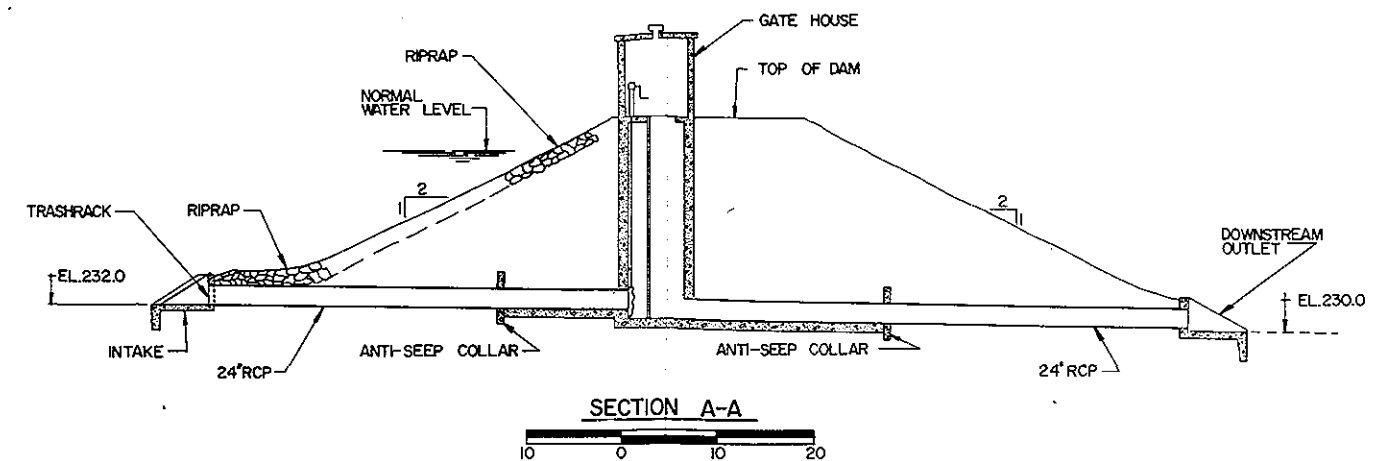 GATE HOUSE
RIPRAP
TOP OF DAM
NORMAL
WATER LEVEL
2
1
2
1
TRASHRACK
RIPRAP
DOWNSTREAM
OUTLET
EL.232.0
EL.230.0
INTAKE
ANTI-SEEP COLLAR
ANTI-SEEP COLLAR
24"RCP
24"RCP
SECTION A-A
10 0 10 20